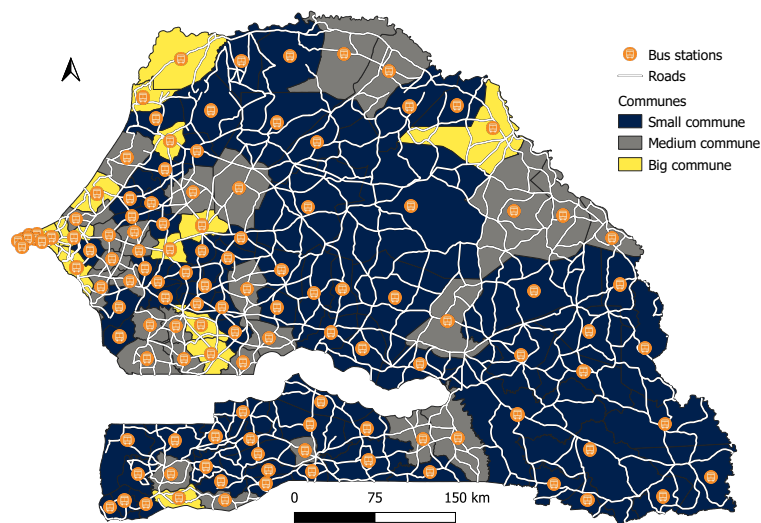 Bus stations
Roads
Communes
Small commune
Medium commune
Big commune
0 75 150 km